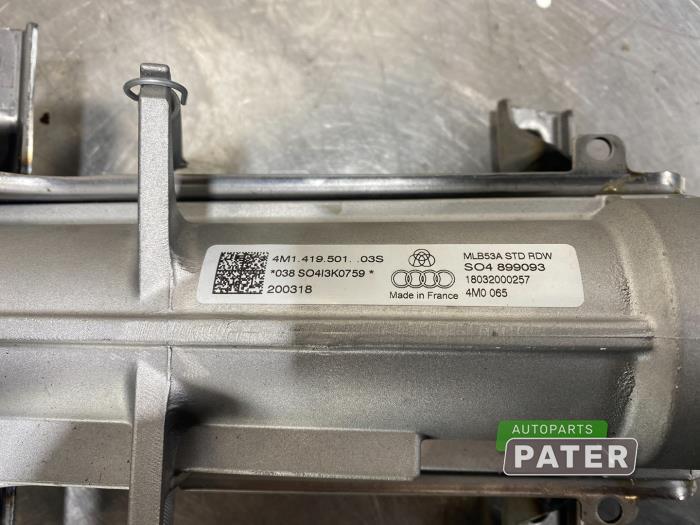 4M1.419.501. .03S
*038 SO4I3K0759 *
200318
Made in France
MLB53A STD RDW
SO4 899093
18032000257
4M0 065
AUTOPARTS
PATER